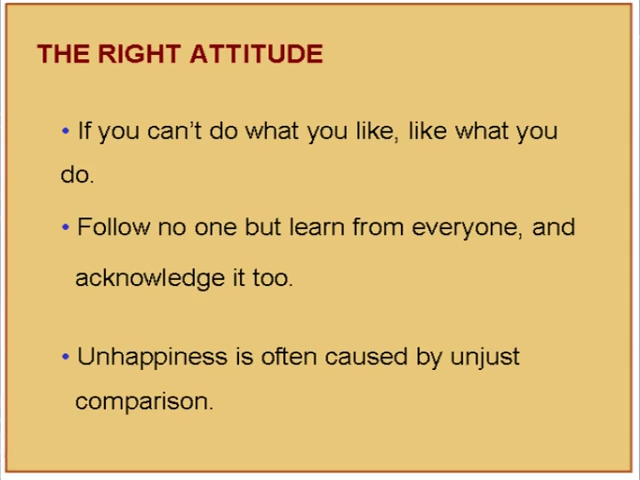 THE RIGHT ATTITUDE
• If you can't do what you like, like what you
do.
• Follow no one but learn from everyone, and
acknowledge it too.
• Unhappiness is often caused by unjust
comparison.